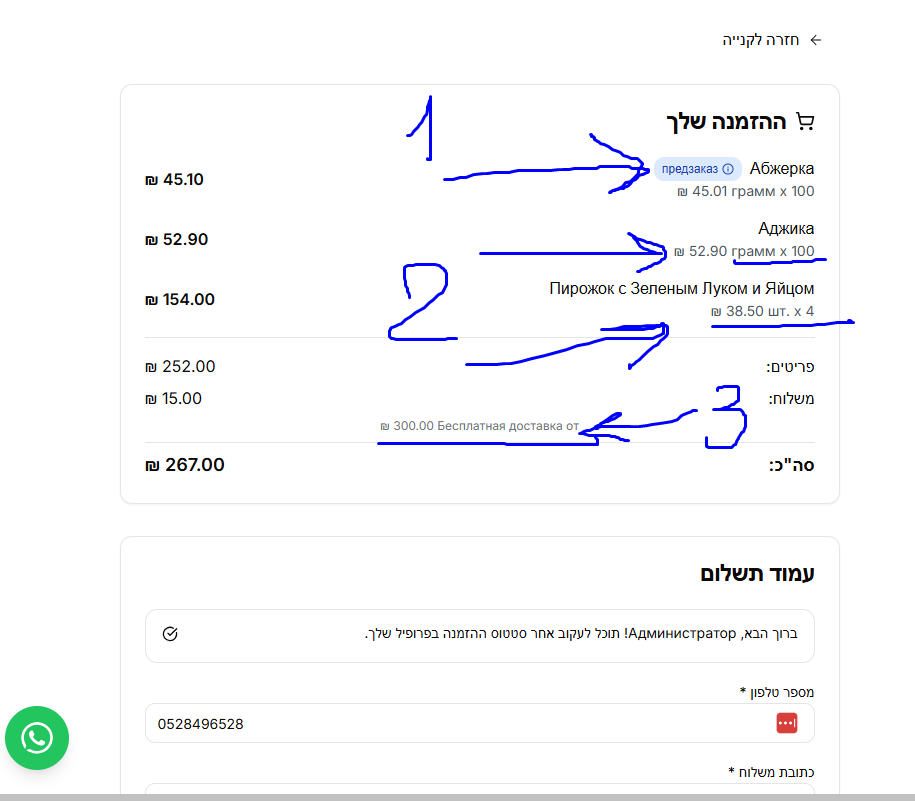 חזרה לקנייה
1
ההזמנה שלך
Абжерка предзаказ ₪ 45.10
₪ 45.01 грамм x 100
Аджика ₪ 52.90
₪ 52.90 грамм x 100
2
Пирожок с Зеленым Луком и Яйцом ₪ 154.00
₪ 38.50 шт. x 4
פריטים: ₪ 252.00
משלוח: ₪ 15.00
3
₪ 300.00 Бесплатная доставка от
סה"כ: ₪ 267.00
עמוד תשלום
ברוך הבא, Администратор! תוכל לעקוב אחר סטטוס ההזמנה בפרופיל שלך.
מספר טלפון *
0528496528
כתובת משלוח *